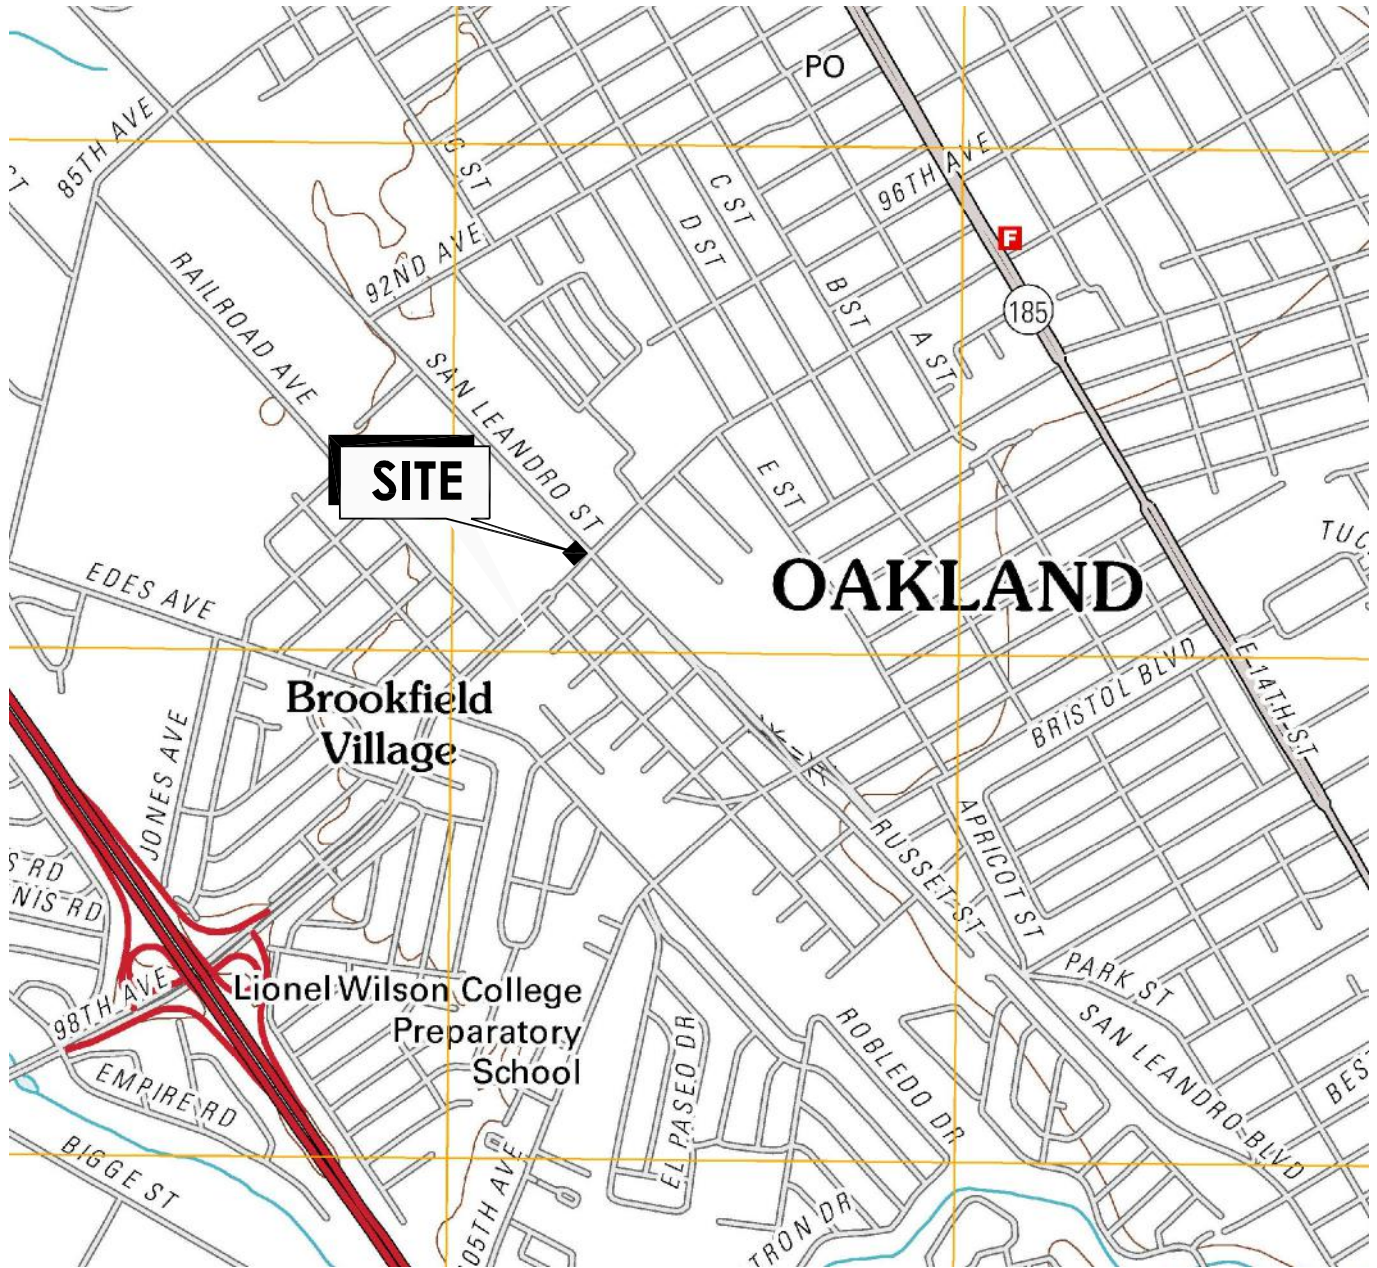 PO
85TH AVE
G ST
96TH AVE
C ST
D ST
F
92ND AVE
RAILROAD AVE
B ST
185
A ST
SAN LEANDRO ST
SITE
E ST
TUC
OAKLAND
EDES AVE
E 14TH ST
BRISTOL BLVD
Brookfield
Village
JONES AVE
APRICOT ST
RUSSET ST
S RD
NIS RD
PARK ST
98TH AVE
Lionel Wilson College
Preparatory
School
SAN LEANDRO BLVD
ROBLEDO DR
EL PASEO DR
EMPIRE RD
BES
BIGGE ST
05TH AVE
TRON DR